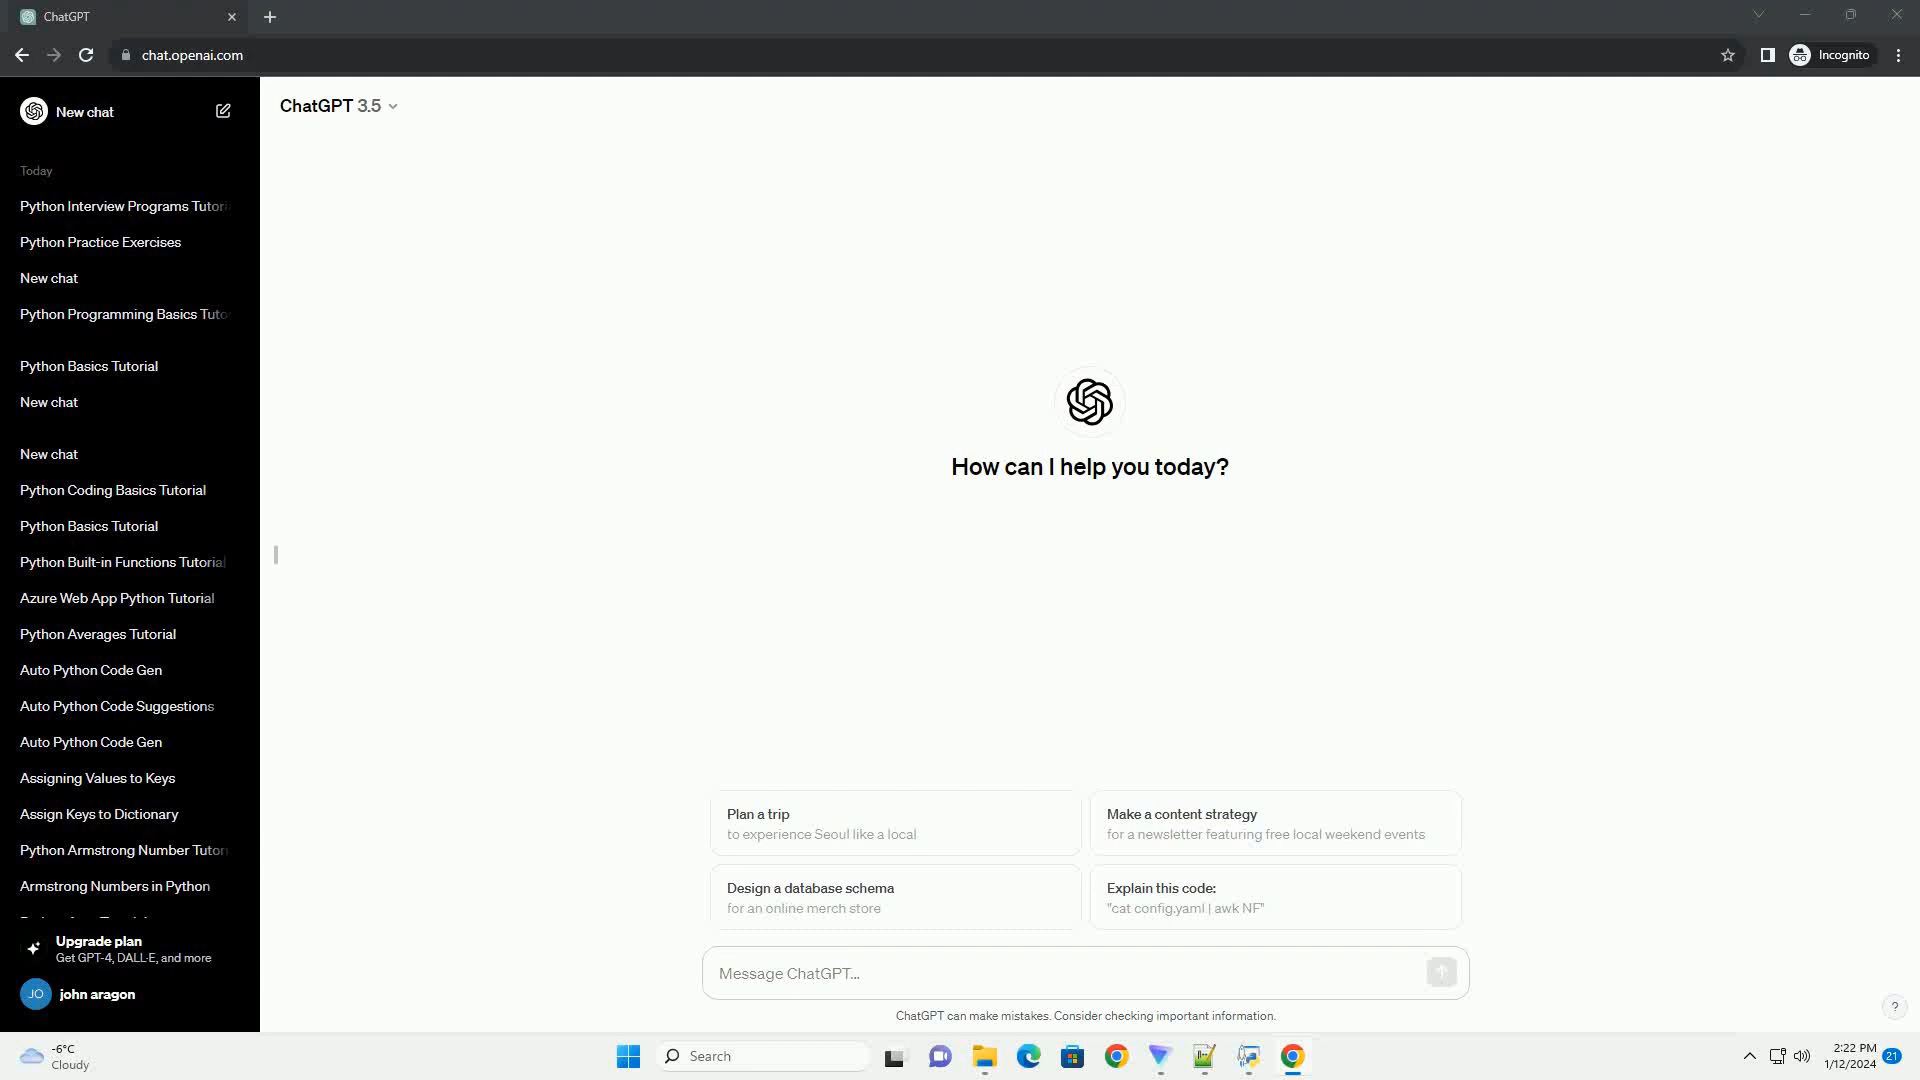 ChatGPT
chat.openai.com
Incognito
New chat
Today
Python Interview Programs Tutori
Python Practice Exercises
New chat
Python Programming Basics Tuto
Python Basics Tutorial
New chat
New chat
Python Coding Basics Tutorial
Python Basics Tutorial
Python Built-in Functions Tutorial
Azure Web App Python Tutorial
Python Averages Tutorial
Auto Python Code Gen
Auto Python Code Suggestions
Auto Python Code Gen
Assigning Values to Keys
Assign Keys to Dictionary
Python Armstrong Number Tutori
Armstrong Numbers in Python
Upgrade plan
Get GPT-4, DALL·E, and more
JO john aragon
ChatGPT 3.5
How can I help you today?
Plan a trip
to experience Seoul like a local
Make a content strategy
for a newsletter featuring free local weekend events
Design a database schema
for an online merch store
Explain this code:
"cat config.yaml | awk NF"
Message ChatGPT...
ChatGPT can make mistakes. Consider checking important information.
?
-6°C
Cloudy
Search
2:22 PM
1/12/2024
21